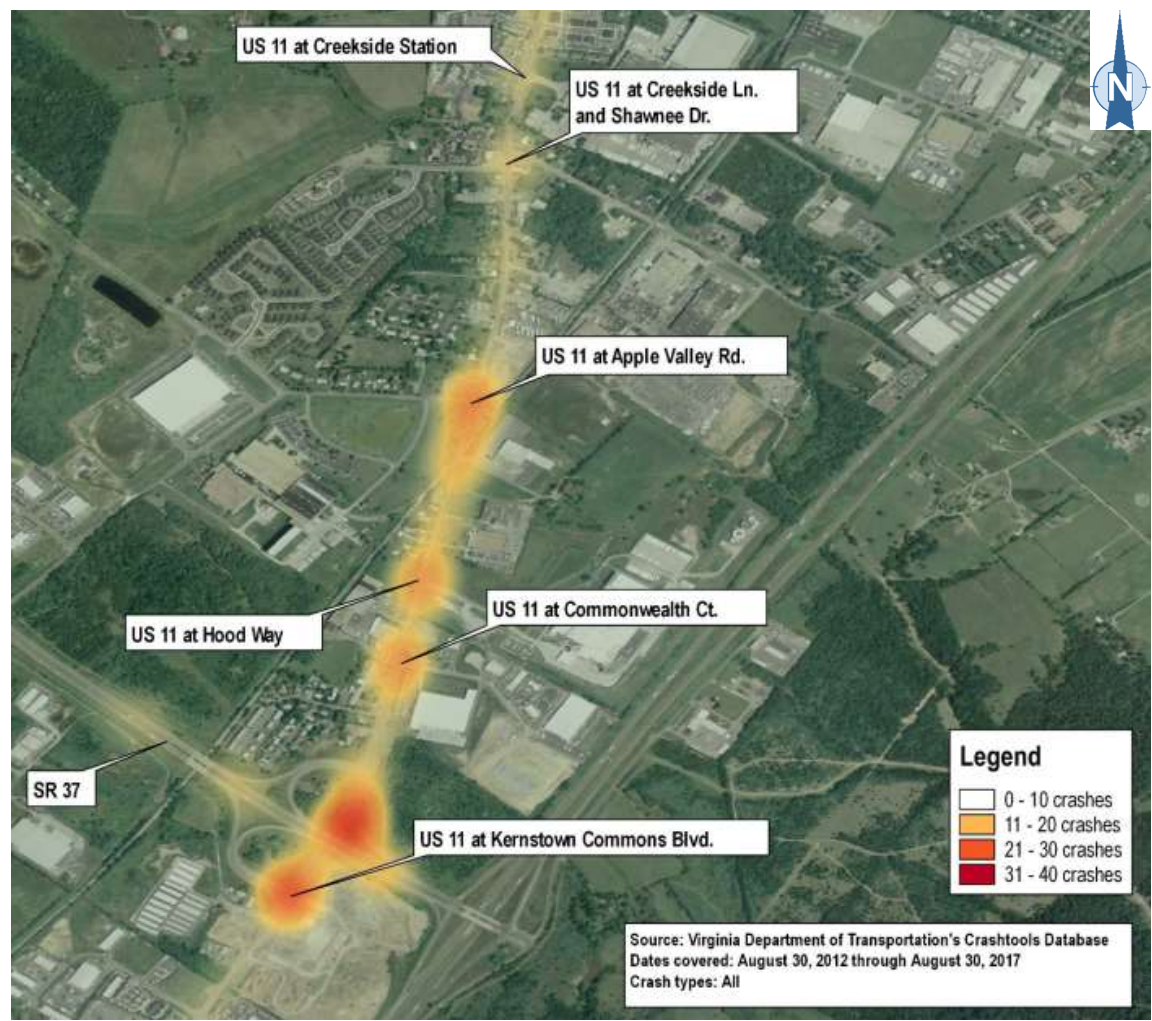 N
US 11 at Creekside Station
US 11 at Creekside Ln.
and Shawnee Dr.
US 11 at Apple Valley Rd.
US 11 at Commonwealth Ct.
US 11 at Hood Way
SR 37
US 11 at Kernstown Commons Blvd.
Legend
0 - 10 crashes
11 - 20 crashes
21 - 30 crashes
31 - 40 crashes
Source: Virginia Department of Transportation's Crashtools Database
Dates covered: August 30, 2012 through August 30, 2017
Crash types: All